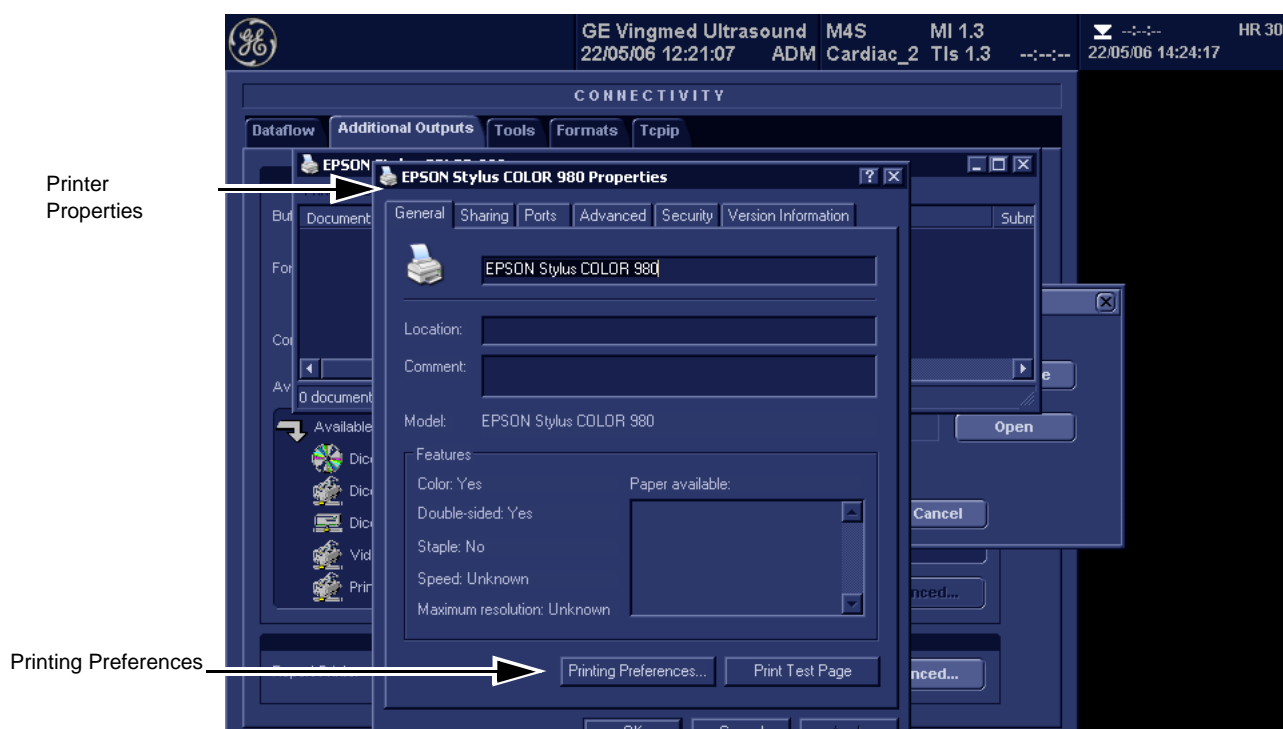 GE Vingmed Ultrasound M4S MI 1.3 --:--:-- HR 30
22/05/06 12:21:07 ADM Cardiac_2 TIs 1.3 --:--:-- 22/05/06 14:24:17
CONNECTIVITY
Dataflow Additional Outputs Tools Formats Tcpip
EPSON
EPSON Stylus COLOR 980 Properties
Printer
Properties
Document
General Sharing Ports Advanced Security Version Information
Subm
EPSON Stylus COLOR 980
Location:
Comment:
0 document
Model: EPSON Stylus COLOR 980
Available
Open
Features
Color: Yes
Paper available:
Double-sided: Yes
Cancel
Staple: No
Speed: Unknown
Maximum resolution: Unknown
Printing Preferences
Printing Preferences... Print Test Page